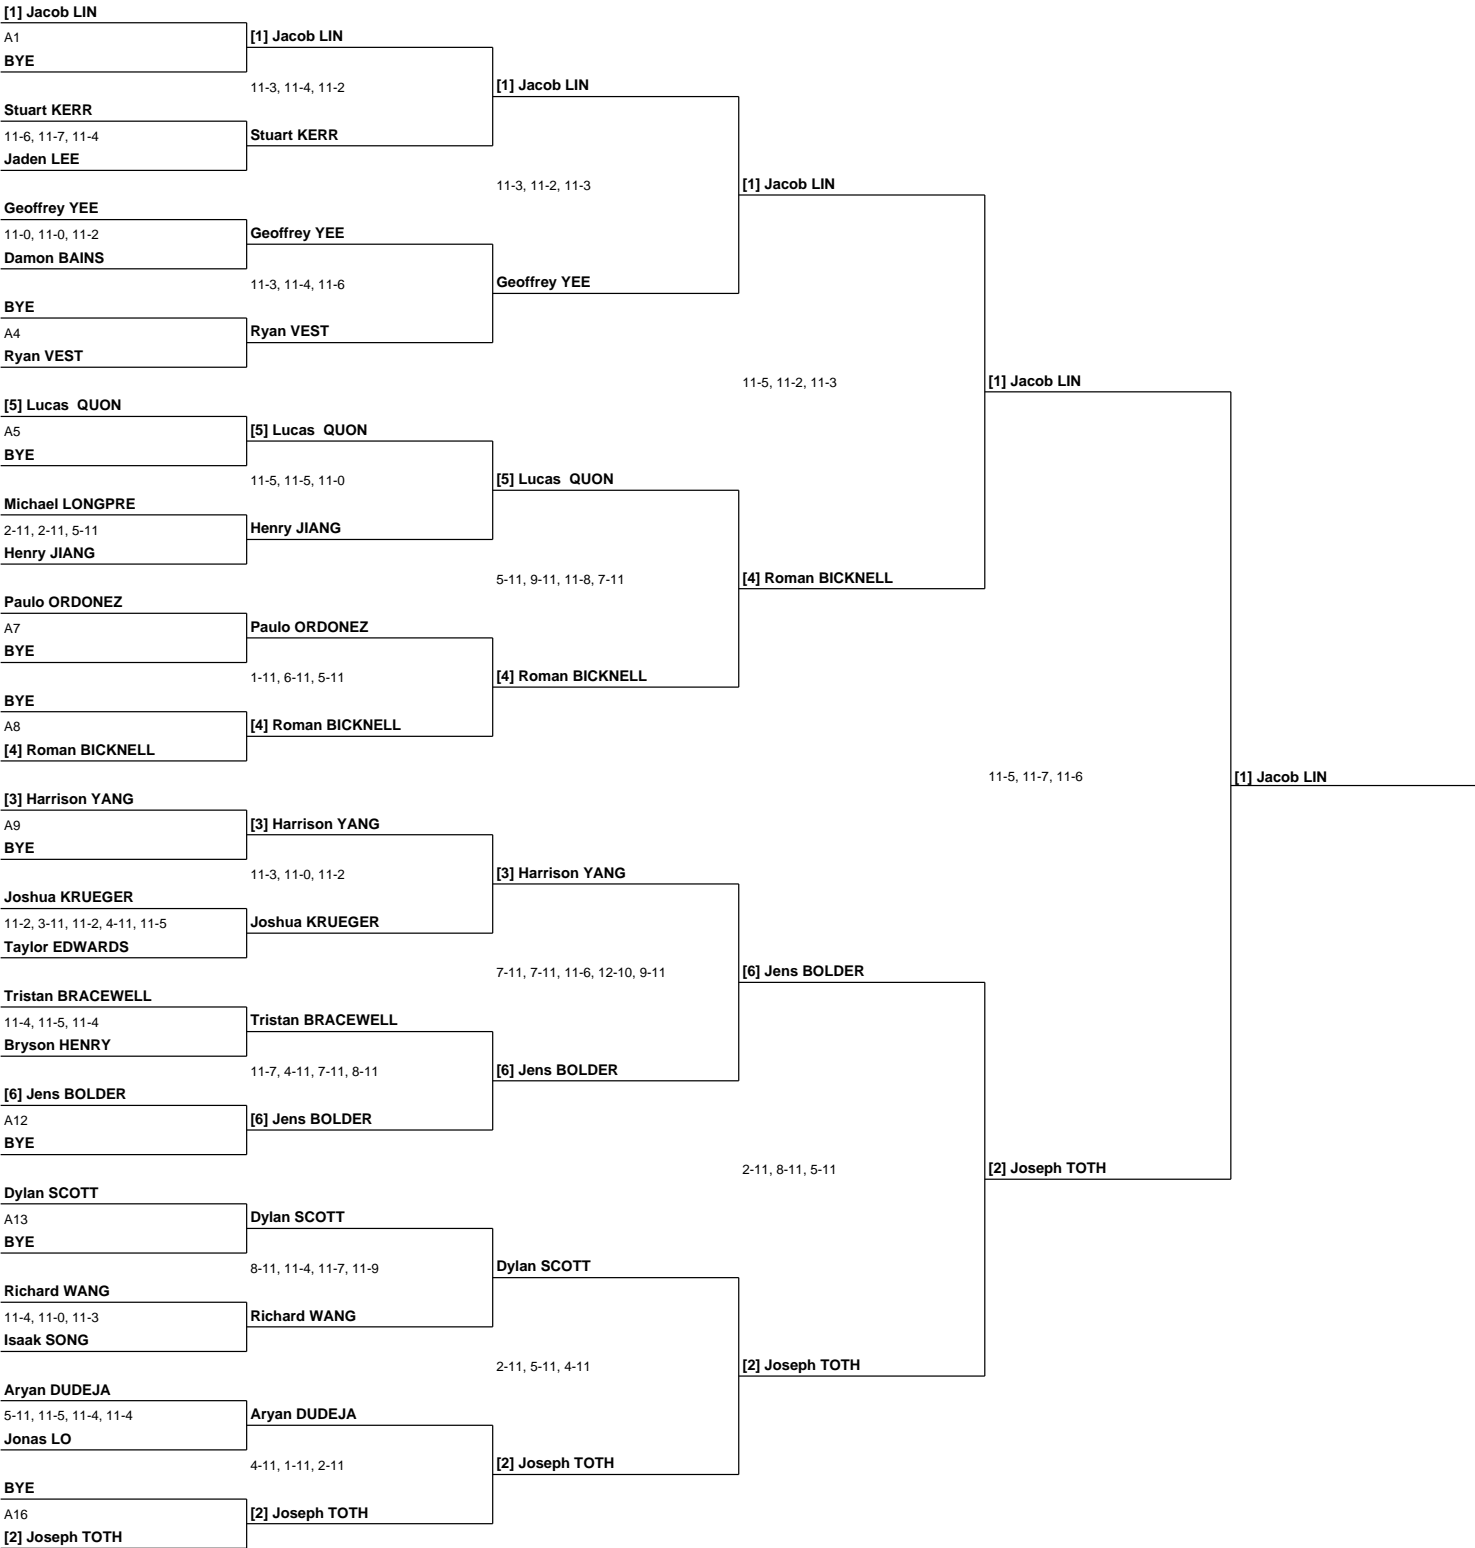 [1] Jacob LIN
A1
BYE
Stuart KERR
11-6, 11-7, 11-4
Jaden LEE
Geoffrey YEE
11-0, 11-0, 11-2
Damon BAINS
BYE
A4
Ryan VEST
[5] Lucas  QUON
A5
BYE
Michael LONGPRE
2-11, 2-11, 5-11
Henry JIANG
Paulo ORDONEZ
A7
BYE
BYE
A8
[4] Roman BICKNELL
[3] Harrison YANG
A9
BYE
Joshua KRUEGER
11-2, 3-11, 11-2, 4-11, 11-5
Taylor EDWARDS
Tristan BRACEWELL
11-4, 11-5, 11-4
Bryson HENRY
[6] Jens BOLDER
A12
BYE
Dylan SCOTT
A13
BYE
Richard WANG
11-4, 11-0, 11-3
Isaak SONG
Aryan DUDEJA
5-11, 11-5, 11-4, 11-4
Jonas LO
BYE
A16
[2] Joseph TOTH
[1] Jacob LIN
11-3, 11-4, 11-2
Stuart KERR
Geoffrey YEE
11-3, 11-4, 11-6
Ryan VEST
[5] Lucas  QUON
11-5, 11-5, 11-0
Henry JIANG
Paulo ORDONEZ
1-11, 6-11, 5-11
[4] Roman BICKNELL
[3] Harrison YANG
11-3, 11-0, 11-2
Joshua KRUEGER
Tristan BRACEWELL
11-7, 4-11, 7-11, 8-11
[6] Jens BOLDER
Dylan SCOTT
8-11, 11-4, 11-7, 11-9
Richard WANG
Aryan DUDEJA
4-11, 1-11, 2-11
[2] Joseph TOTH
[1] Jacob LIN
11-3, 11-2, 11-3
Geoffrey YEE
[5] Lucas  QUON
5-11, 9-11, 11-8, 7-11
[4] Roman BICKNELL
[3] Harrison YANG
7-11, 7-11, 11-6, 12-10, 9-11
[6] Jens BOLDER
Dylan SCOTT
2-11, 5-11, 4-11
[2] Joseph TOTH
[1] Jacob LIN
11-5, 11-2, 11-3
[4] Roman BICKNELL
[6] Jens BOLDER
2-11, 8-11, 5-11
[2] Joseph TOTH
[1] Jacob LIN
11-5, 11-7, 11-6
[2] Joseph TOTH
[1] Jacob LIN